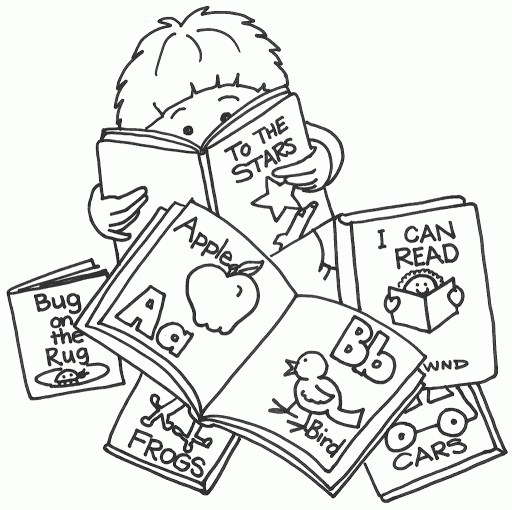 TO THE
STARS
Apple
Aa
I CAN
READ
WND
Bug
on
the
Rug
Bb
Bird
FROGS
CARS